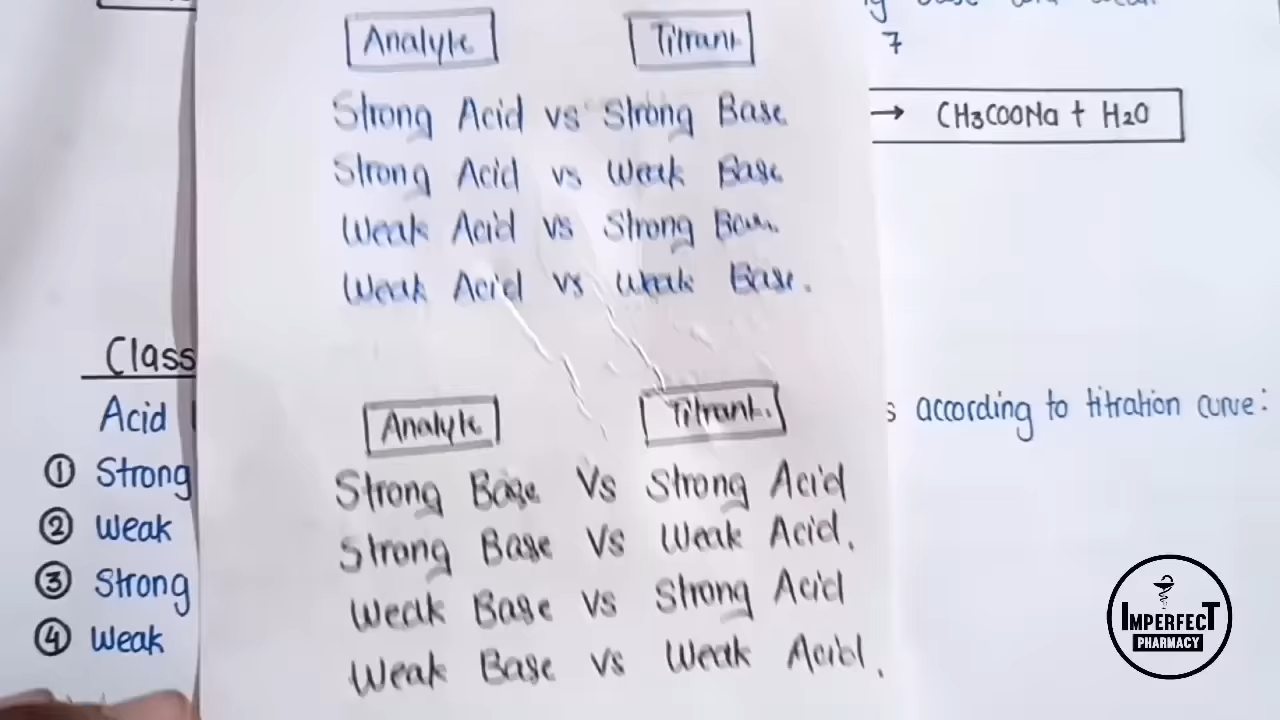 Analyte Titrant
Strong Acid vs Strong Base
Strong Acid vs Weak Base
Weak Acid vs Strong Base
Weak Acid vs Weak Base.
Analyte Titrant.
Strong Base Vs Strong Acid
Strong Base Vs Weak Acid.
Weak Base vs Strong Acid
Weak Base vs Weak Acid.
7
→ CH3COONa + H2O
Class
Acid
① Strong
② Weak
③ Strong
④ Weak
s according to titration curve:
IMPERFECT
PHARMACY